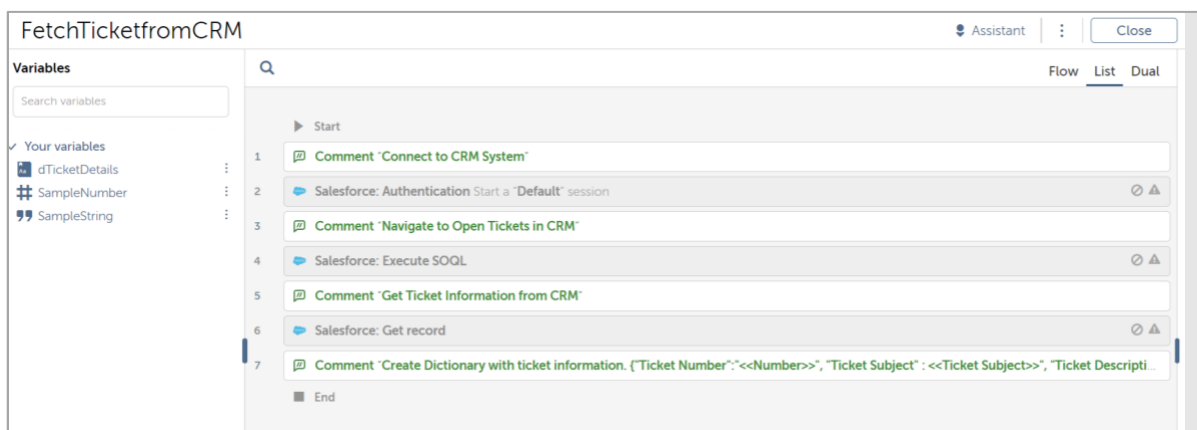 FetchTicketfromCRM
Assistant
Close
Variables
Search variables
Your variables
dTicketDetails
SampleNumber
SampleString
Flow List Dual
Start
1 Comment "Connect to CRM System"
2 Salesforce: Authentication Start a "Default" session
3 Comment "Navigate to Open Tickets in CRM"
4 Salesforce: Execute SOQL
5 Comment "Get Ticket Information from CRM"
6 Salesforce: Get record
7 Comment "Create Dictionary with ticket information. {"Ticket Number":"<<Number>>", "Ticket Subject" : <<Ticket Subject>>", "Ticket Descripti...
End